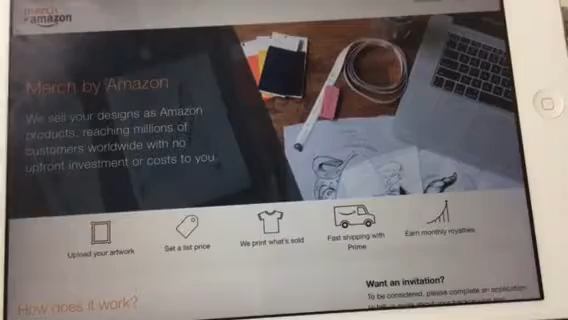 merch
amazon
Merch by Amazon
We sell your designs as Amazon
products, reaching millions of
customers worldwide with no
upfront investment or costs to you.
Upload your artwork
Set a list price
We print what's sold
Fast shipping with
Prime
Earn monthly royalties
Want an invitation?
To be considered, please complete an application
How does it work?